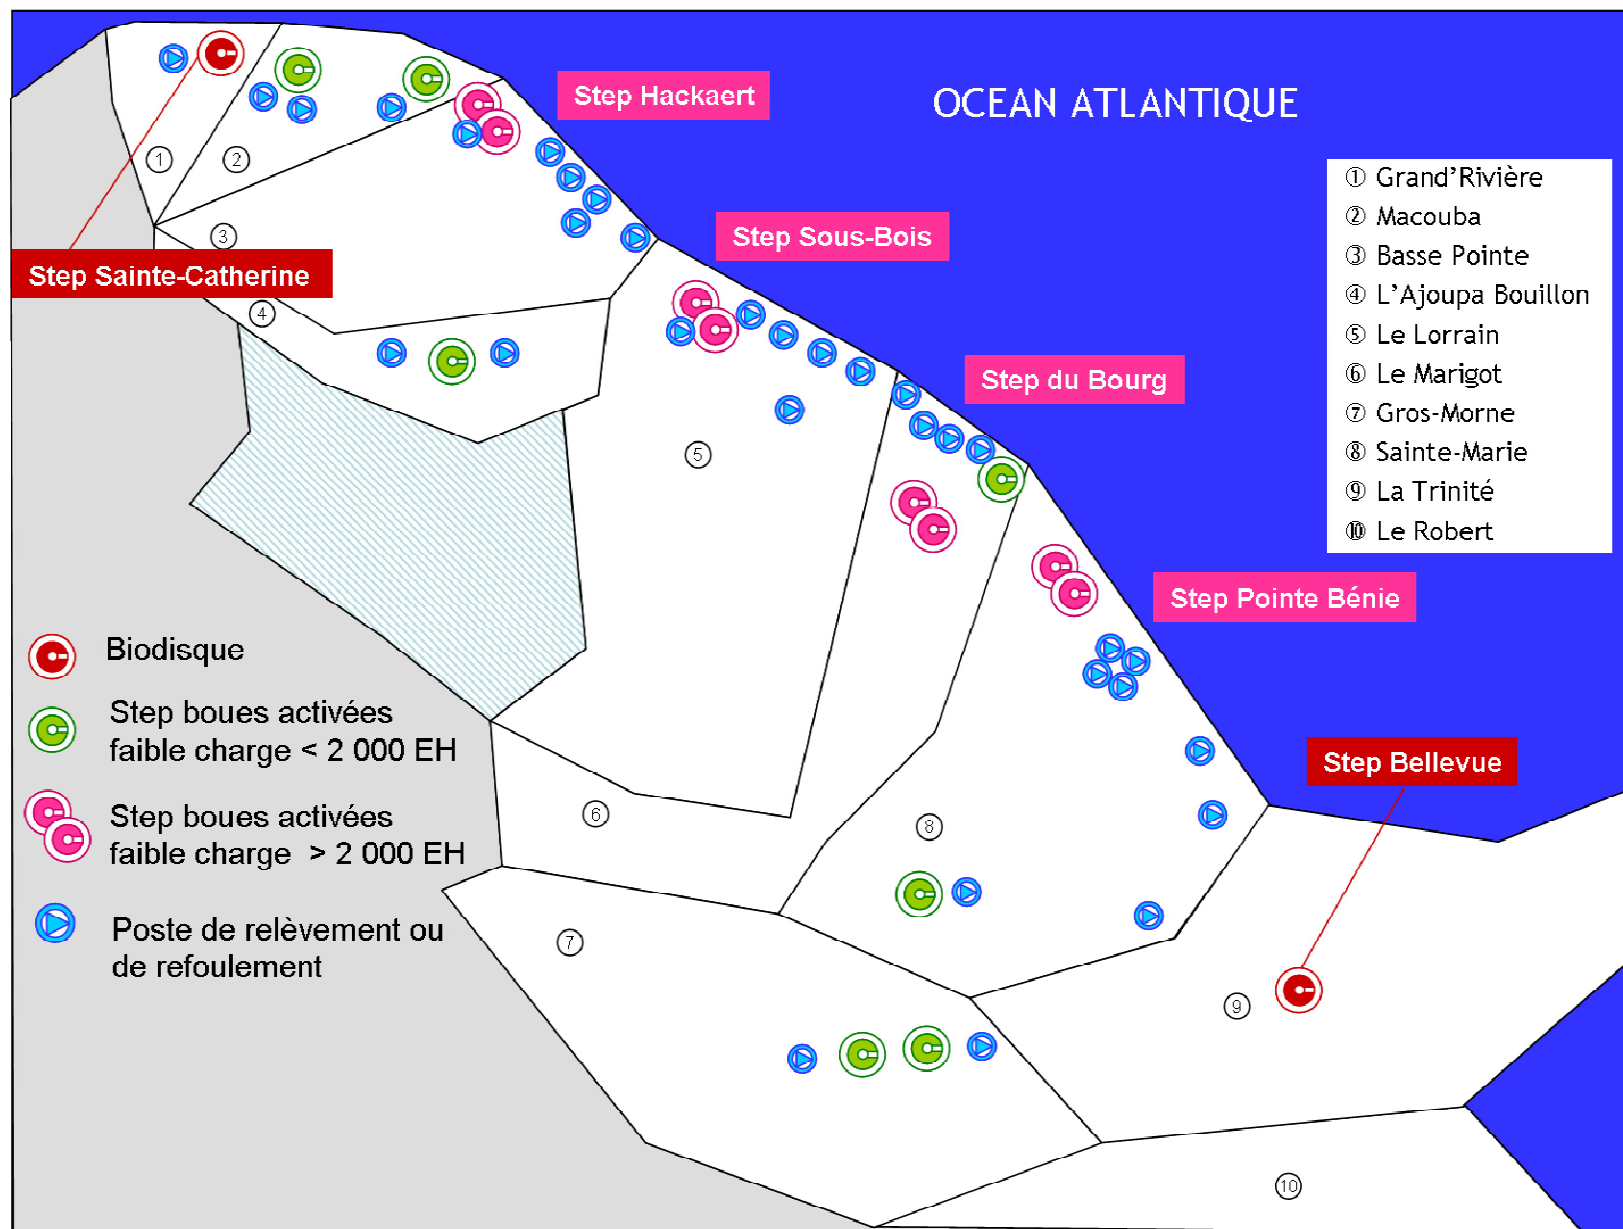 Step Hackaert
OCEAN ATLANTIQUE
① Grand'Rivière
② Macouba
③ Basse Pointe
④ L'Ajoupa Bouillon
⑤ Le Lorrain
⑥ Le Marigot
⑦ Gros-Morne
⑧ Sainte-Marie
⑨ La Trinité
⑩ Le Robert
①
②
③
Step Sous-Bois
Step Sainte-Catherine
④
Step du Bourg
⑤
Step Pointe Bénie
Biodisque
Step boues activées
faible charge < 2 000 EH
Step boues activées
faible charge > 2 000 EH
Poste de relèvement ou
de refoulement
Step Bellevue
⑥
⑧
⑦
⑨
⑩